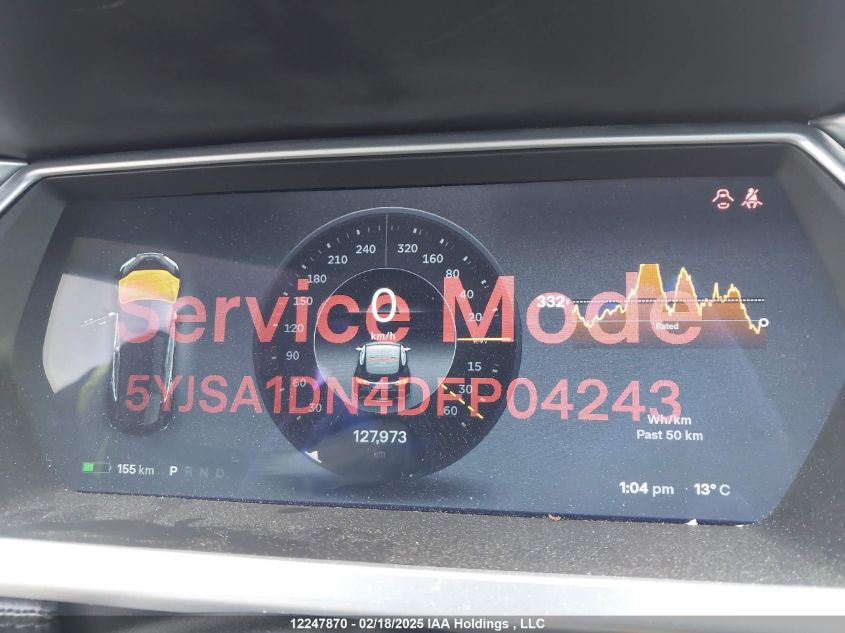 240 320
210 160
180 80
150 40
120 20
90 15
60 30
30 60
0
km/h
kW
Service Mode
5YJSA1DN4DFP04243
127,973
km
332
Rated
Wh/km
Past 50 km
155 km P R N D
1:04 pm 13° C
12247870 - 02/18/2025 IAA Holdings , LLC